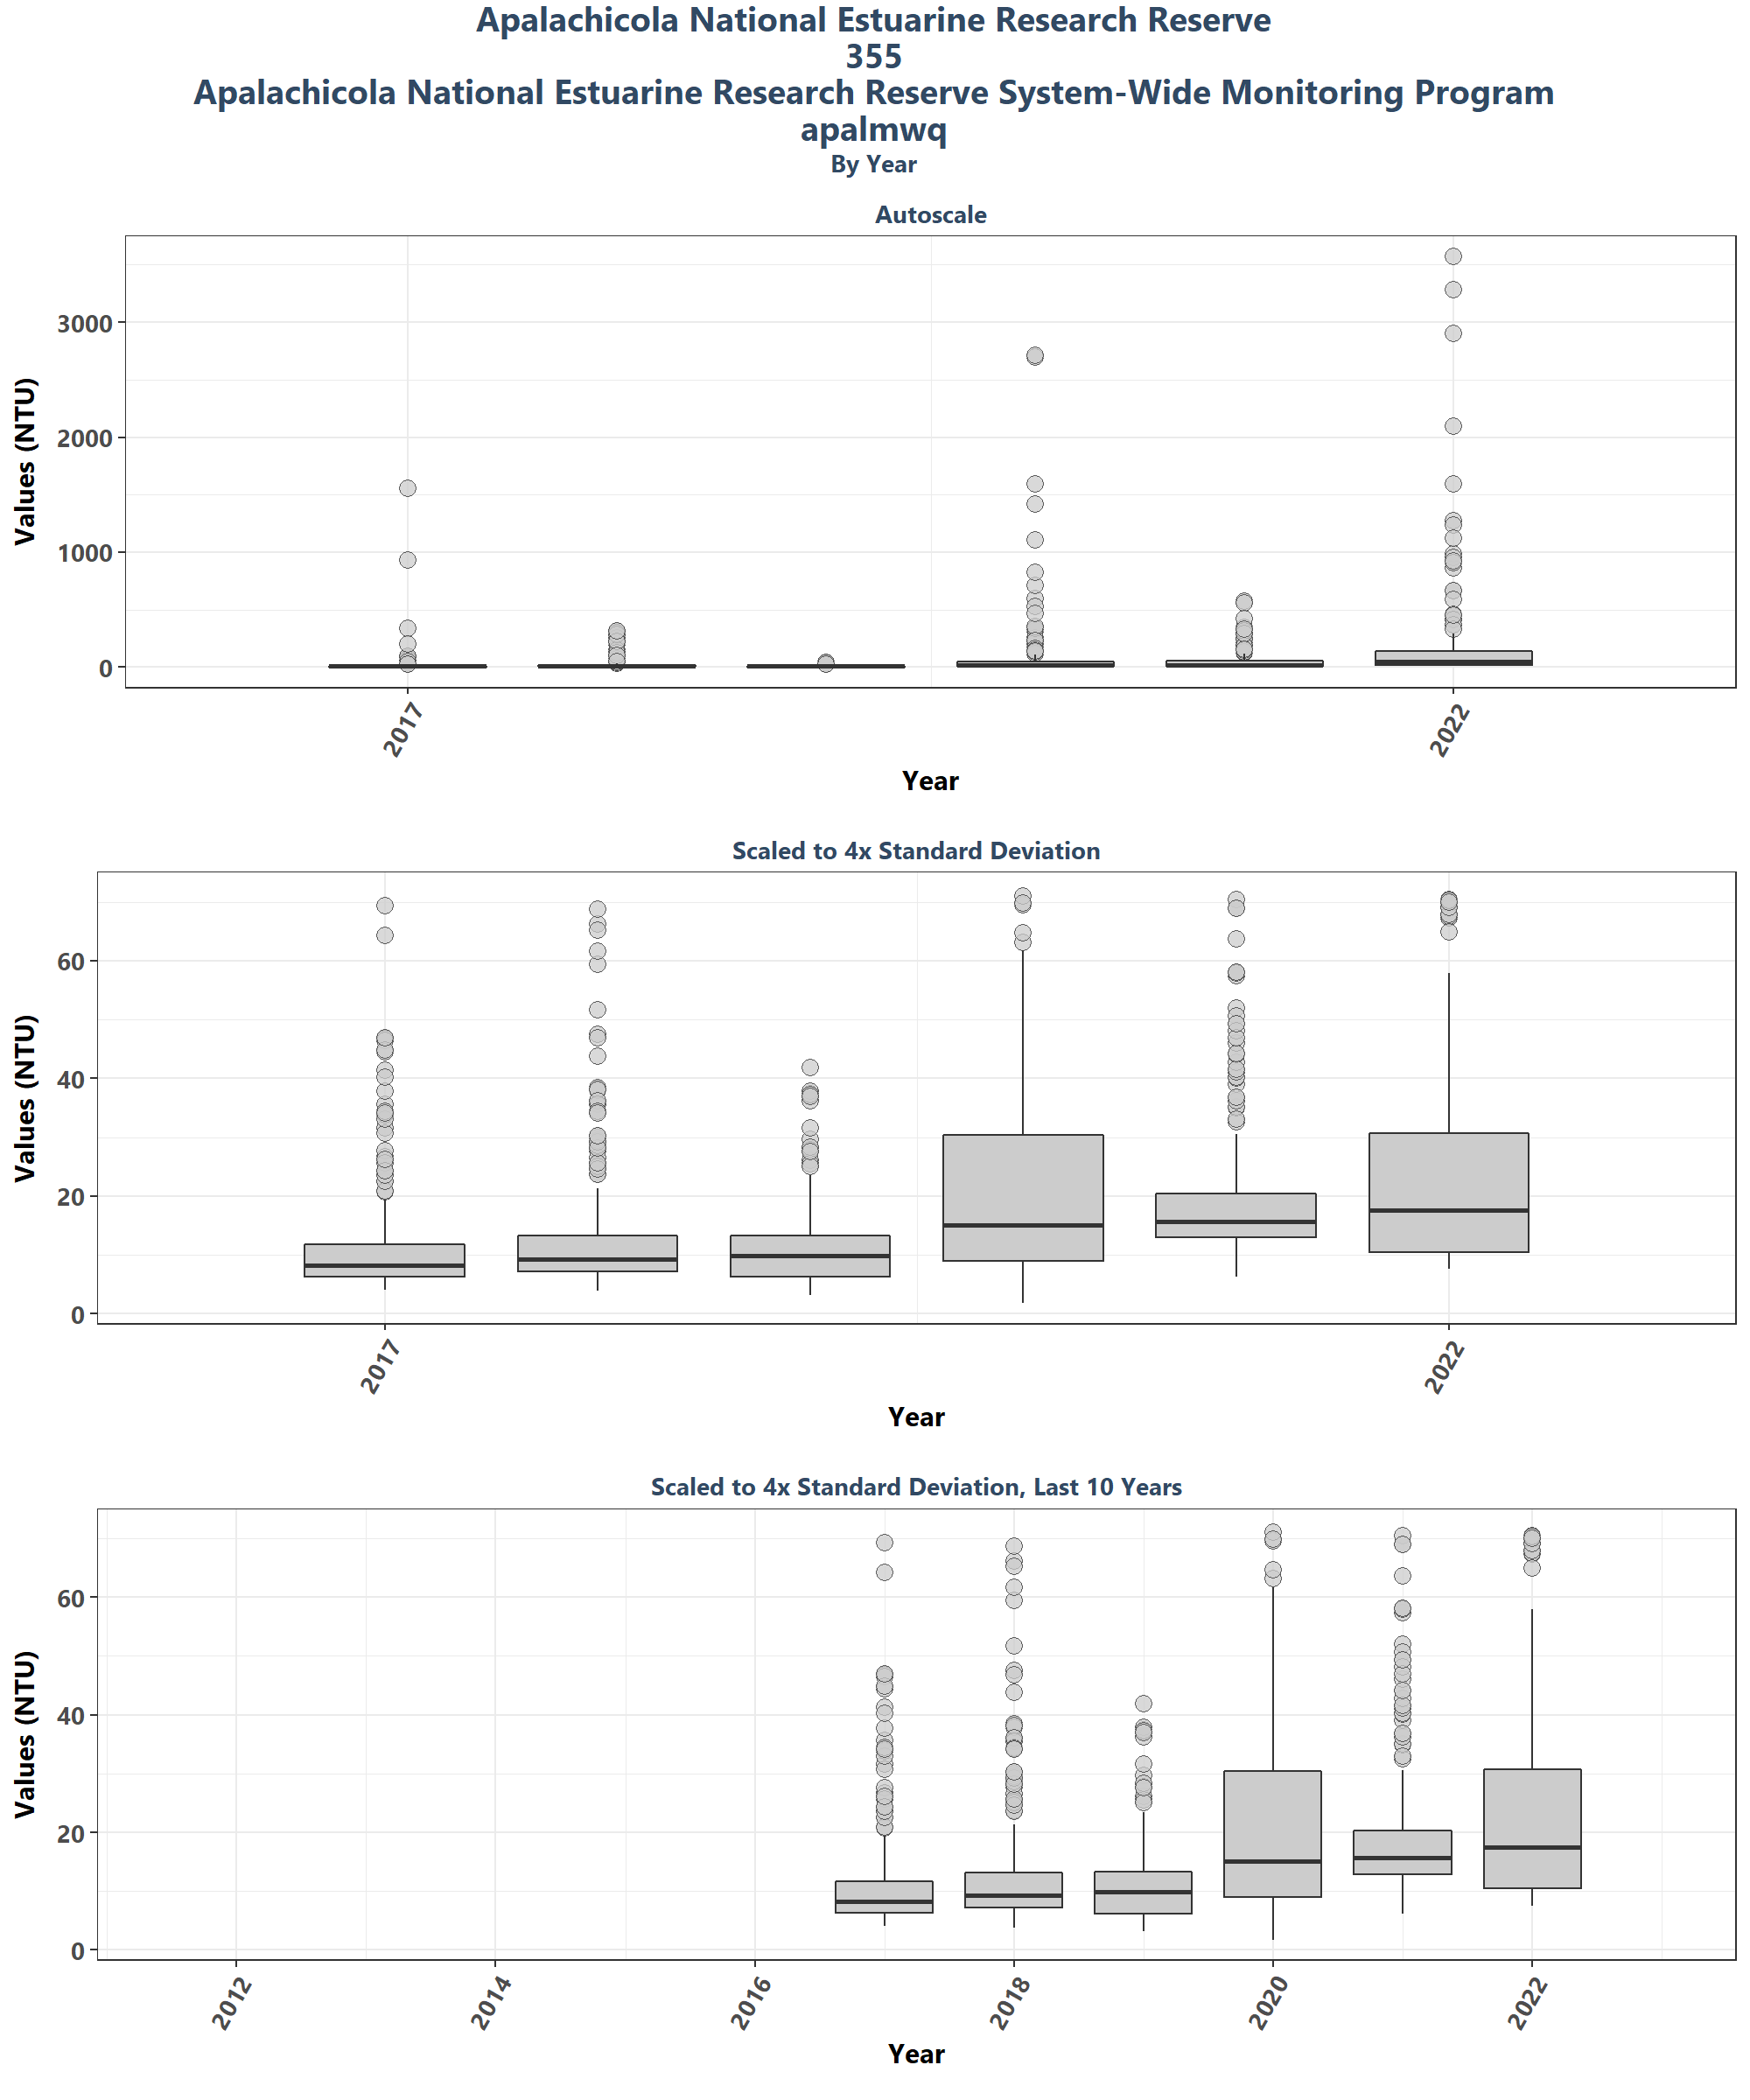 Apalachicola National Estuarine Research Reserve
355
Apalachicola National Estuarine Research Reserve System-Wide Monitoring Program
apalmwq
By Year
Autoscale
Values (NTU)
3000
2000
1000
0
2017
2022
Year
Scaled to 4x Standard Deviation
Values (NTU)
60
40
20
0
2017
2022
Year
Scaled to 4x Standard Deviation, Last 10 Years
Values (NTU)
60
40
20
0
2012
2014
2016
2018
2020
2022
Year